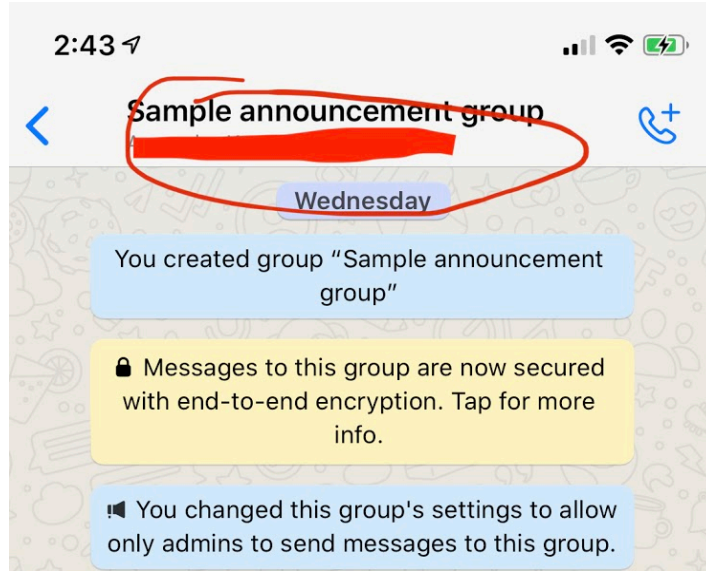 2:43
Sample announcement group
Wednesday
You created group “Sample announcement
group”
Messages to this group are now secured
with end-to-end encryption. Tap for more
info.
You changed this group's settings to allow
only admins to send messages to this group.